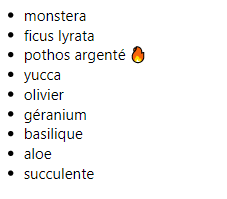 • monstera
• ficus lyrata
• pothos argenté 🔥
• yucca
• olivier
• géranium
• basilique
• aloe
• succulente